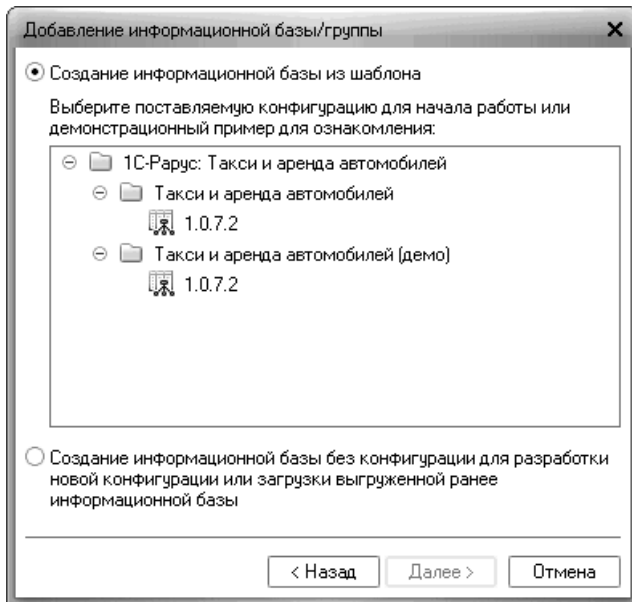 Добавление информационной базы/группы
Создание информационной базы из шаблона
Выберите поставляемую конфигурацию для начала работы или
демонстрационный пример для ознакомления:
1С-Рарус: Такси и аренда автомобилей
Такси и аренда автомобилей
1.0.7.2
Такси и аренда автомобилей (демо)
1.0.7.2
Создание информационной базы без конфигурации для разработки
новой конфигурации или загрузки выгруженной ранее
информационной базы
< Назад Далее > Отмена